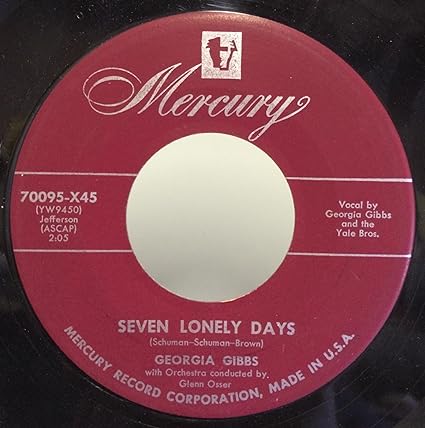 Mercury
70095-X45
(YW9450)
Jefferson
(ASCAP)
2:05
Vocal by
Georgia Gibbs
and the
Yale Bros.
SEVEN LONELY DAYS
(Schuman-Schuman-Brown)
GEORGIA GIBBS
with Orchestra conducted by
Glenn Osser
MERCURY RECORD CORPORATION, MADE IN U.S.A.